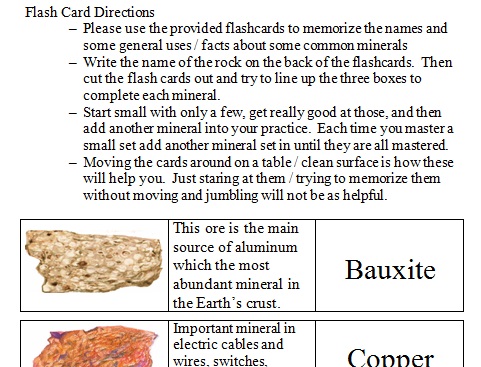 Flash Card Directions
– Please use the provided flashcards to memorize the names and
some general uses / facts about some common minerals
– Write the name of the rock on the back of the flashcards.  Then
cut the flash cards out and try to line up the three boxes to
complete each mineral.
– Start small with only a few, get really good at those, and then
add another mineral into your practice.  Each time you master a
small set add another mineral set in until they are all mastered.
– Moving the cards around on a table / clean surface is how these
will help you.  Just staring at them / trying to memorize them
without moving and jumbling will not be as helpful.
This ore is the main
source of aluminum
which the most
abundant mineral in
the Earth's crust.
Bauxite
Important mineral in
electric cables and
wires, switches,
Copper